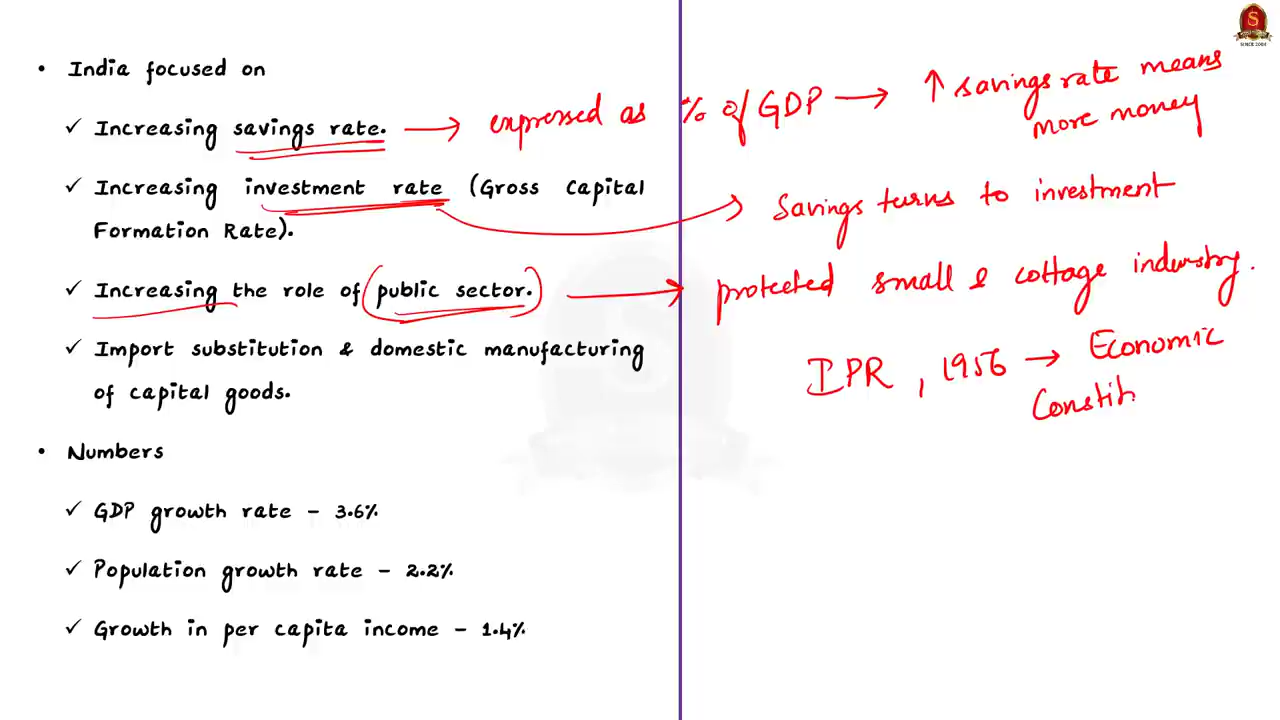 • India focused on
✓ Increasing savings rate.
expressed as % of GDP → ↑ savings rate means
more money
✓ Increasing investment rate (Gross Capital
Formation Rate).
Savings turns to investment
✓ Increasing the role of public sector.
protected small & cottage industry.
✓ Import substitution & domestic manufacturing
of capital goods.
IPR, 1956 → Economic
Constit
• Numbers
✓ GDP growth rate – 3.6%
✓ Population growth rate – 2.2%
✓ Growth in per capita income – 1.4%
S
SINCE 2004